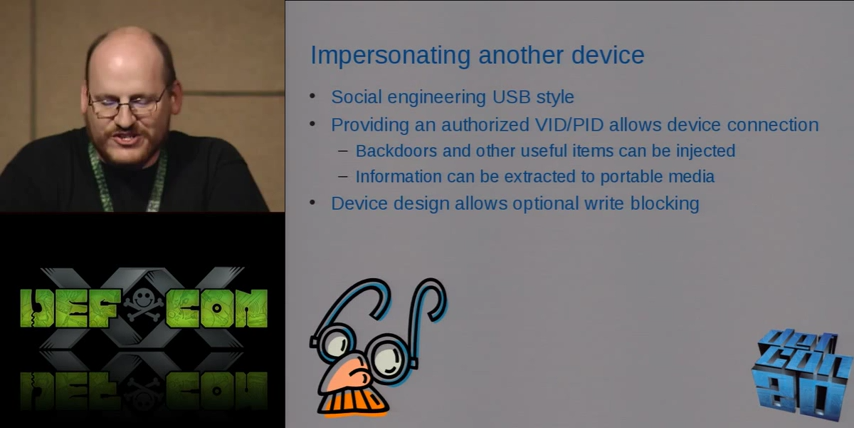 Impersonating another device
• Social engineering USB style
• Providing an authorized VID/PID allows device connection
– Backdoors and other useful items can be injected
– Information can be extracted to portable media
• Device design allows optional write blocking
XX
DEF CON
def
con
20